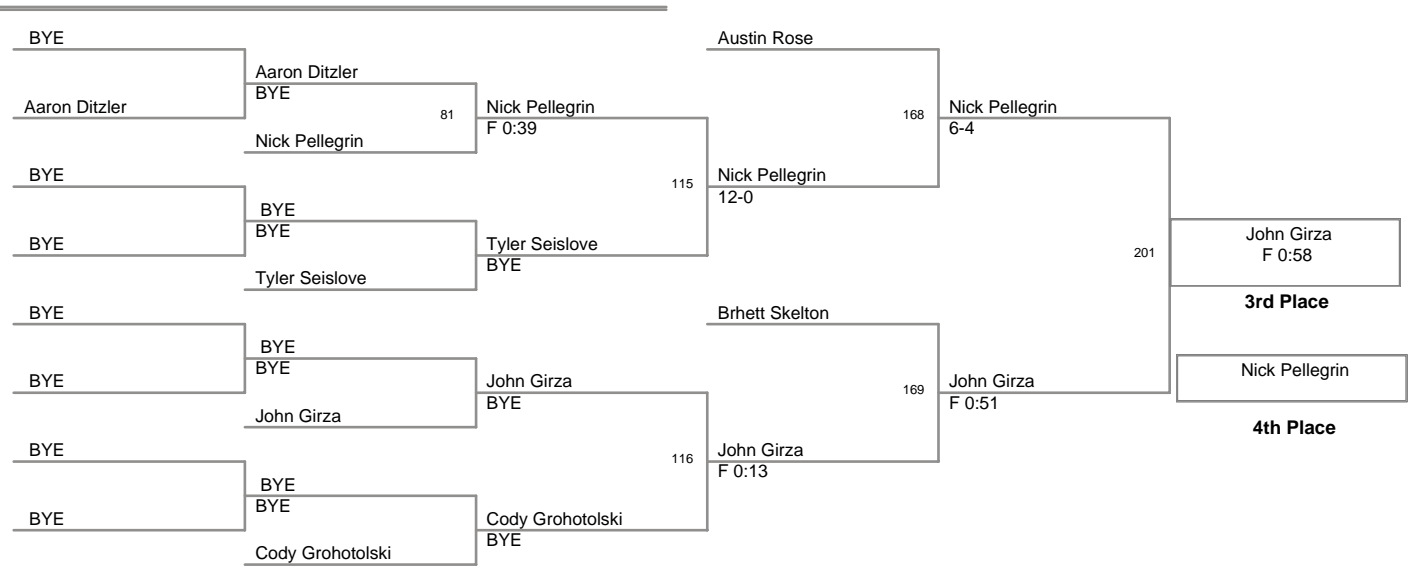 BYE
Aaron Ditzler
BYE
BYE
BYE
BYE
BYE
BYE
Aaron Ditzler
BYE
81
Nick Pellegrin
BYE
BYE
Tyler Seislove
BYE
BYE
John Girza
BYE
BYE
Cody Grohotolski
Nick Pellegrin
F 0:39
115
Tyler Seislove
BYE
John Girza
BYE
116
Cody Grohotolski
BYE
Austin Rose
168
Nick Pellegrin
12-0
Brhett Skelton
169
John Girza
F 0:13
Nick Pellegrin
6-4
201
John Girza
F 0:51
John Girza
F 0:58
3rd Place
Nick Pellegrin
4th Place